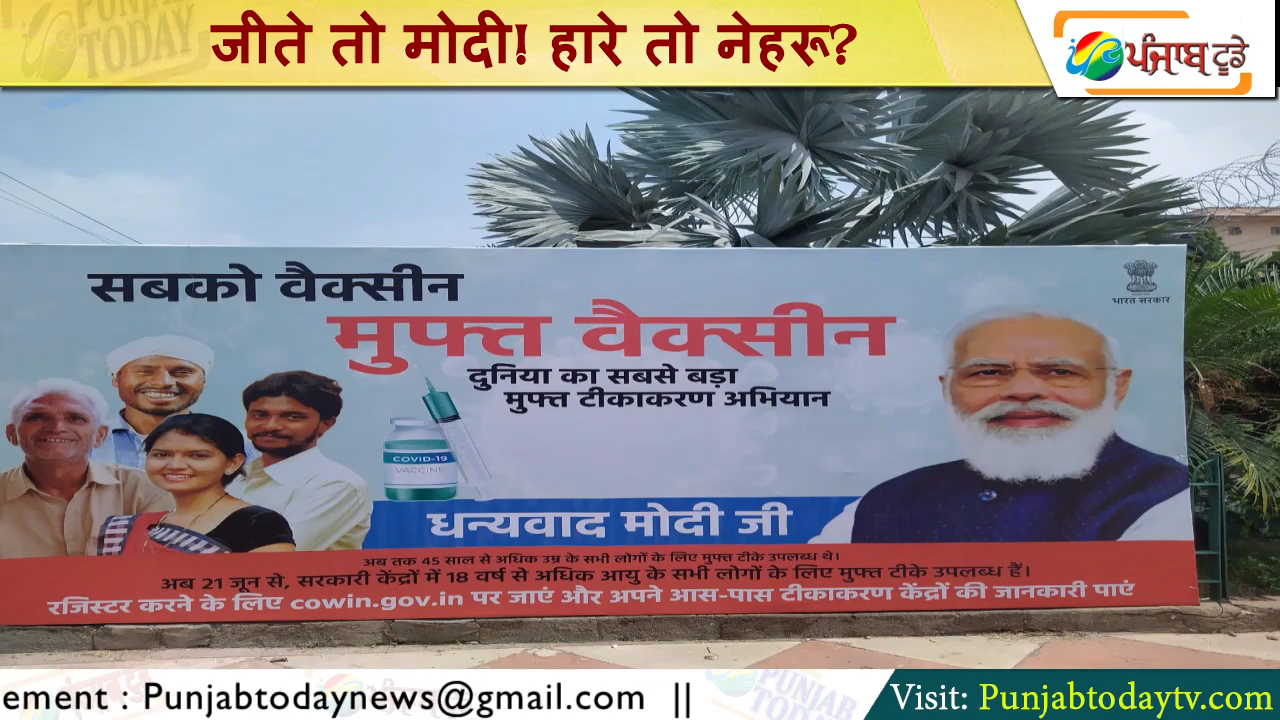 जीते तो मोदी! हारे तो नेहरू?
ਪੰਜਾਬ ਟੂਡੇ
PUNJAB
TODAY
सबको वैक्सीन
मुफ्त वैक्सीन
दुनिया का सबसे बड़ा
मुफ्त टीकाकरण अभियान
भारत सरकार
COVID-19
VACCINE
धन्यवाद मोदी जी
अब तक 45 साल से अधिक उम्र के सभी लोगों के लिए मुफ्त टीके उपलब्ध थे।
अब 21 जून से, सरकारी केंद्रों में 18 वर्ष से अधिक आयु के सभी लोगों के लिए मुफ्त टीके उपलब्ध हैं।
रजिस्टर करने के लिए cowin.gov.in पर जाएं और अपने आस-पास टीकाकरण केंद्रों की जानकारी पाएं
ement : Punjabtodaynews@gmail.com ||
Visit: Punjabtodaytv.com